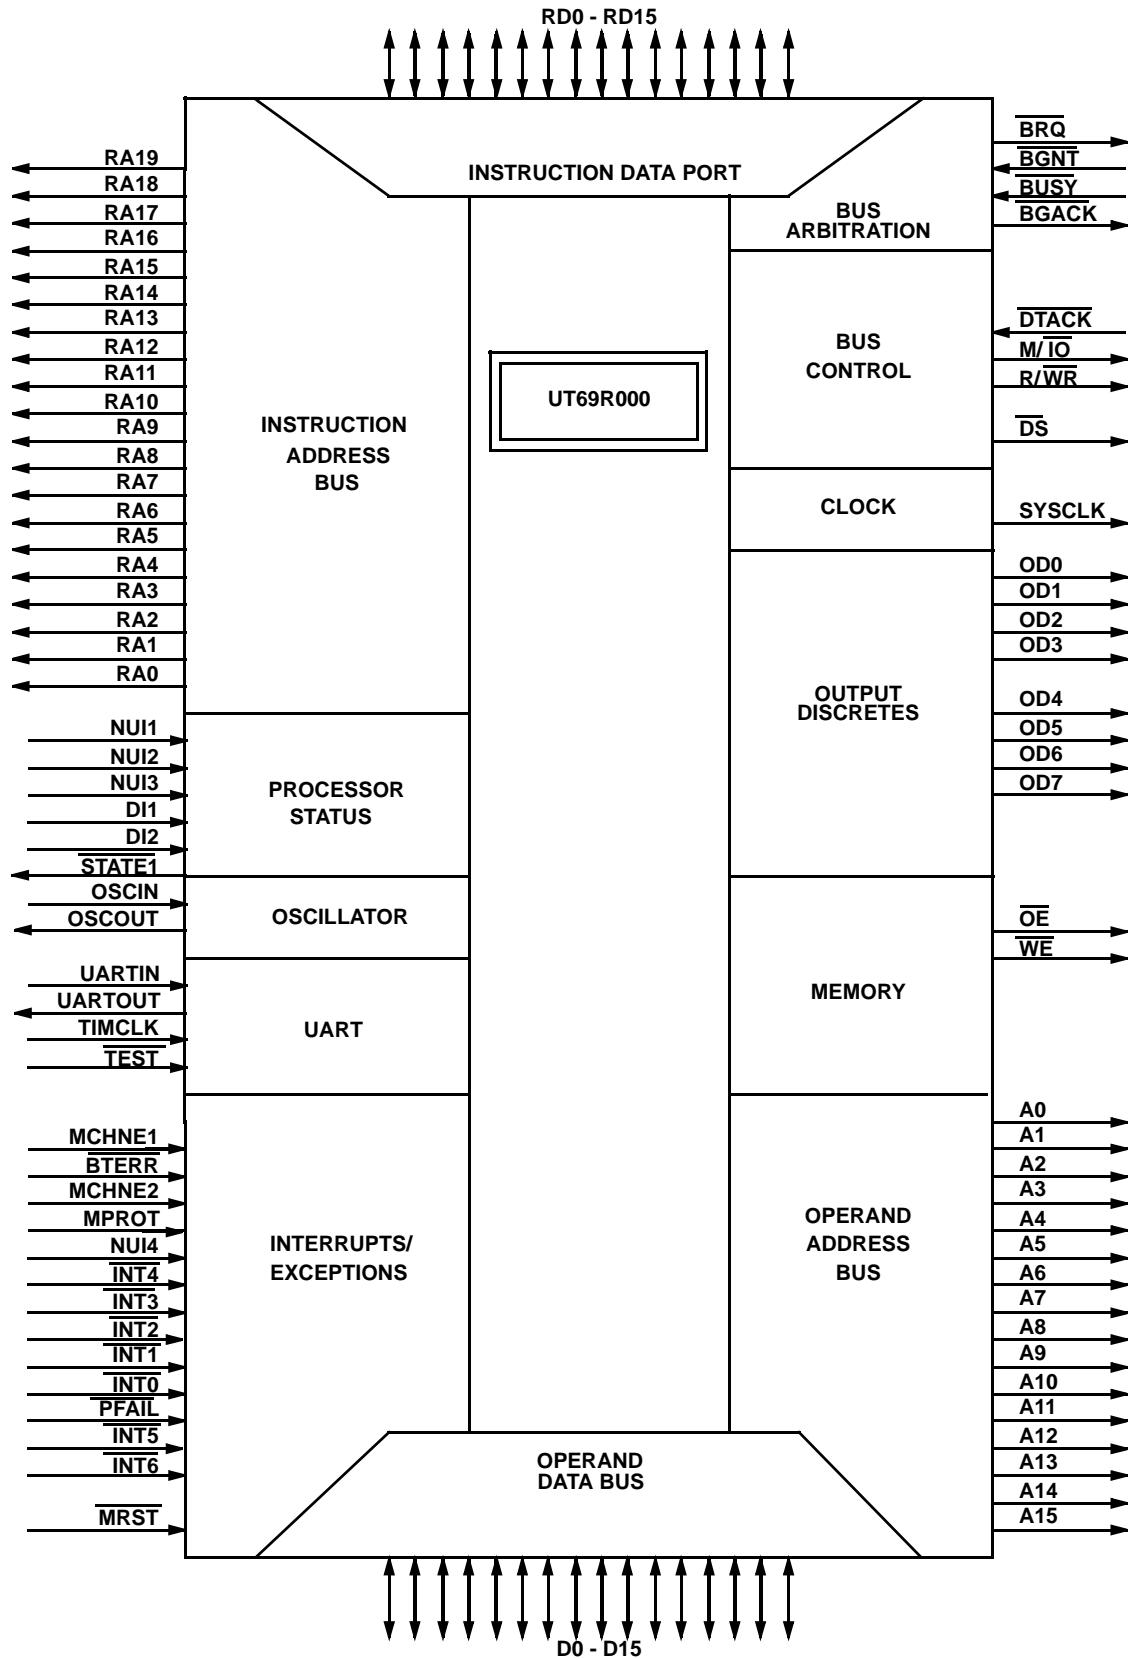 RD0 - RD15
INSTRUCTION DATA PORT
RA19
RA18
RA17
RA16
RA15
RA14
RA13
RA12
RA11
RA10
RA9
RA8
RA7
RA6
RA5
RA4
RA3
RA2
RA1
RA0
INSTRUCTION
ADDRESS
BUS
NUI1
NUI2
NUI3
DI1
DI2
STATE1
PROCESSOR
STATUS
OSCIN
OSCOUT
OSCILLATOR
UARTIN
UARTOUT
TIMCLK
TEST
UART
MCHNE1
BTERR
MCHNE2
MPROT
NUI4
INT4
INT3
INT2
INT1
INT0
PFAIL
INT5
INT6
MRST
INTERRUPTS/
EXCEPTIONS
UT69R000
BUS
ARBITRATION
BRQ
BGNT
BUSY
BGACK
BUS
CONTROL
DTACK
M/IO
R/WR
DS
CLOCK
SYSCLK
OUTPUT
DISCRETES
OD0
OD1
OD2
OD3
OD4
OD5
OD6
OD7
MEMORY
OE
WE
OPERAND
ADDRESS
BUS
A0
A1
A2
A3
A4
A5
A6
A7
A8
A9
A10
A11
A12
A13
A14
A15
OPERAND
DATA BUS
D0 - D15